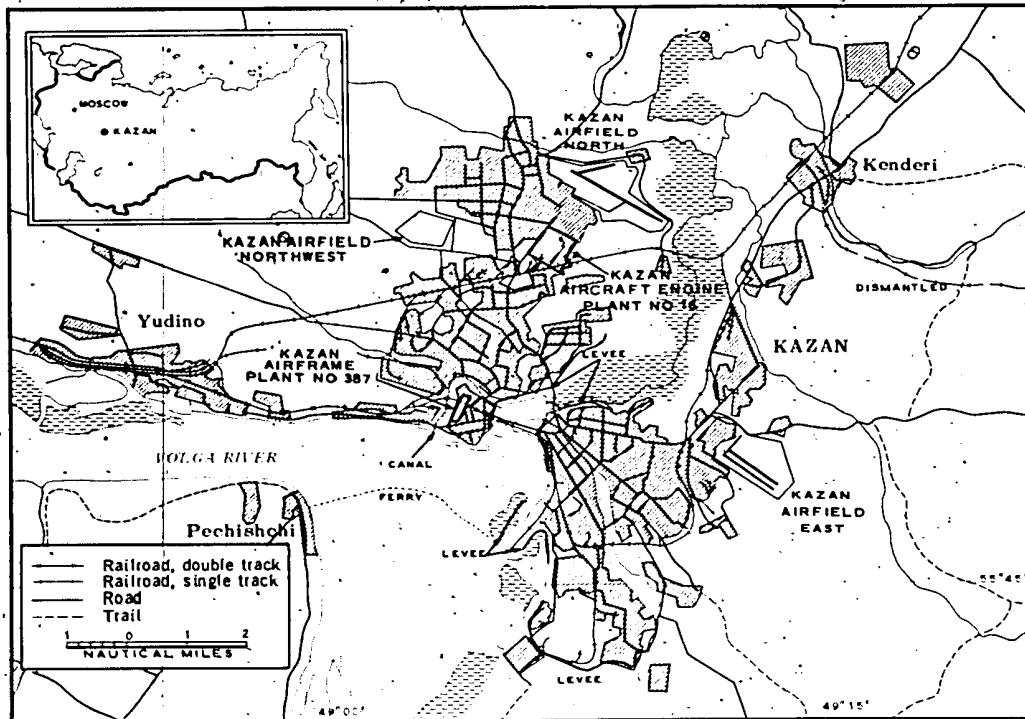 MOSCOW
KAZAN
KAZAN
AIRFIELD
NORTH
Kenderi
KAZAN AIRFIELD
NORTHWEST
KAZAN
AIRCRAFT ENGINE
PLANT NO 16
DISMANTLED
Yudino
KAZAN
AIRFRAME
PLANT NO 387
LEVEE
KAZAN
CANAL
VOLGA RIVER
FERRY
KAZAN
AIRFIELD
EAST
Pechishchi
LEVEE
Railroad, double track
Railroad, single track
Road
Trail
1 0 1 2
NAUTICAL MILES
55°45'
LEVEE
49°00'
49°15'